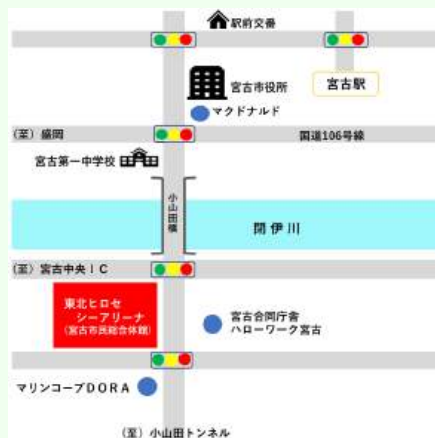 駅前交番
宮古市役所
宮古駅
マクドナルド
(至)盛岡
国道106号線
宮古第一中学校
小山田橋
閉伊川
(至)宮古中央IC
東北ヒロセ
シーアリーナ
(宮古市民総合体館)
宮古合同庁舎
ハローワーク宮古
マリンコープDORA
(至)小山田トンネル